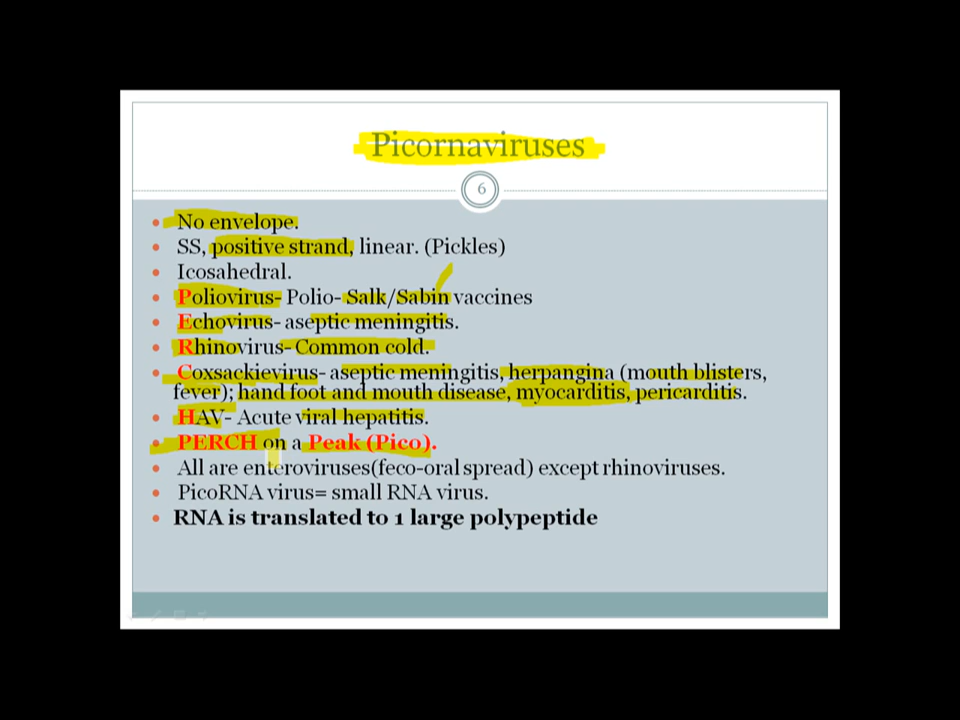 Picornaviruses
6
• No envelope.
• SS, positive strand, linear. (Pickles)
• Icosahedral.
• Poliovirus- Polio- Salk/Sabin vaccines
• Echovirus- aseptic meningitis.
• Rhinovirus- Common cold.
• Coxsackievirus- aseptic meningitis, herpangina (mouth blisters,
fever); hand foot and mouth disease, myocarditis, pericarditis.
• HAV- Acute viral hepatitis.
• PERCH on a Peak (Pico).
• All are enteroviruses(feco-oral spread) except rhinoviruses.
• PicoRNA virus= small RNA virus.
• RNA is translated to 1 large polypeptide